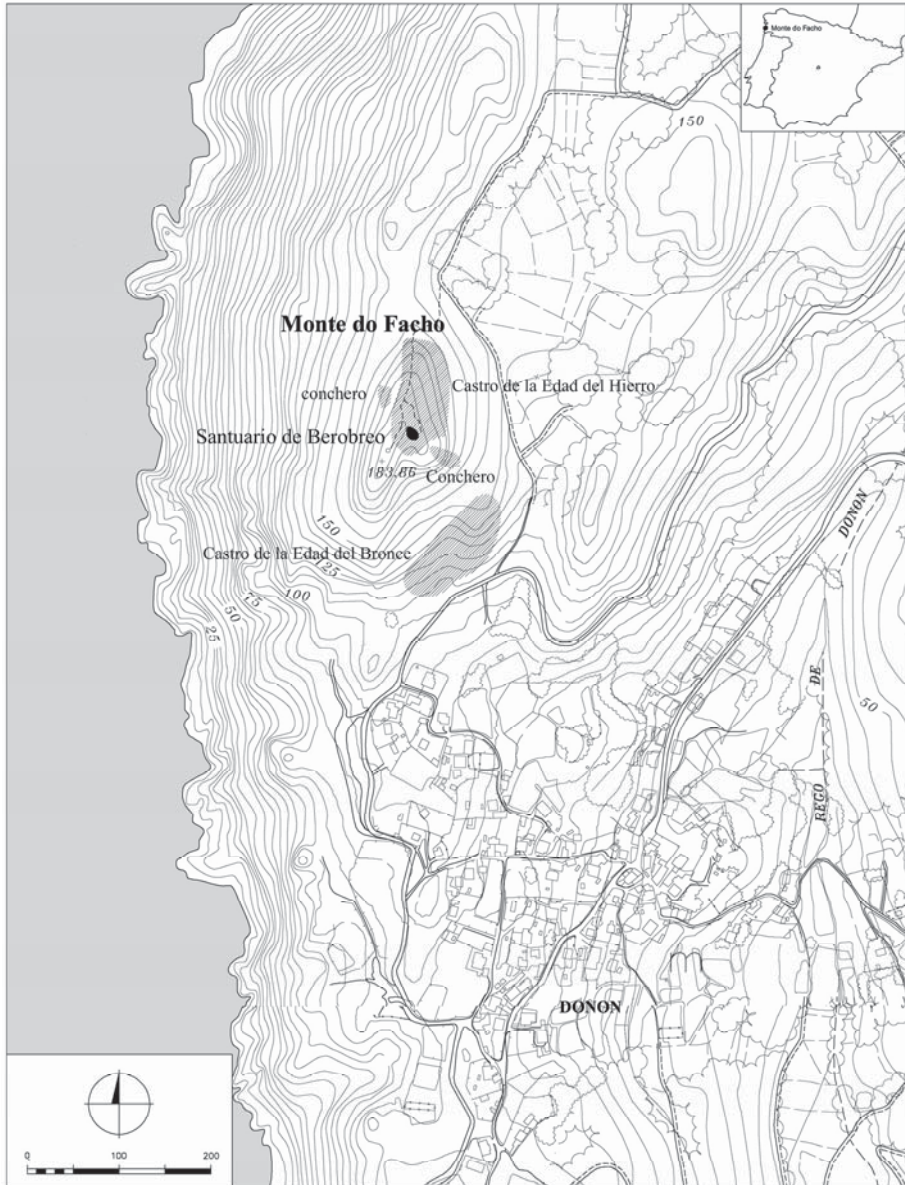 Monte do Facho
150
Monte do Facho
Castro de la Edad del Hierro
conchero
Santuario de Berobreo
183.86
Conchero
DONON
150
Castro de la Edad del Bronce
125
100
75
50
25
DE
50
REGO
DONON
0 100 200